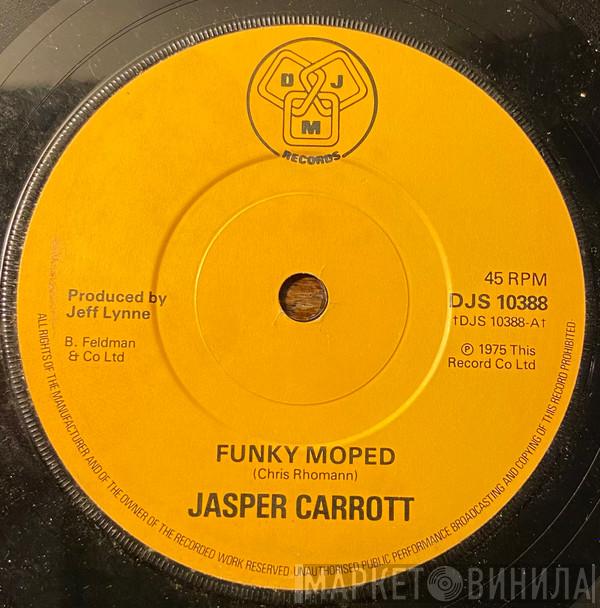 D J
M
RECORDS
45 RPM
DJS 10388
†DJS 10388-A†
℗ 1975 This
Record Co Ltd
Produced by
Jeff Lynne
B. Feldman
& Co Ltd
FUNKY MOPED
(Chris Rhomann)
JASPER CARROTT
ALL RIGHTS OF THE MANUFACTURER AND OF THE OWNER OF THE RECORDED WORK RESERVED · UNAUTHORISED PUBLIC PERFORMANCE BROADCASTING AND COPYING OF THIS RECORD PROHIBITED·
МАРКЕТ ВИНИЛА